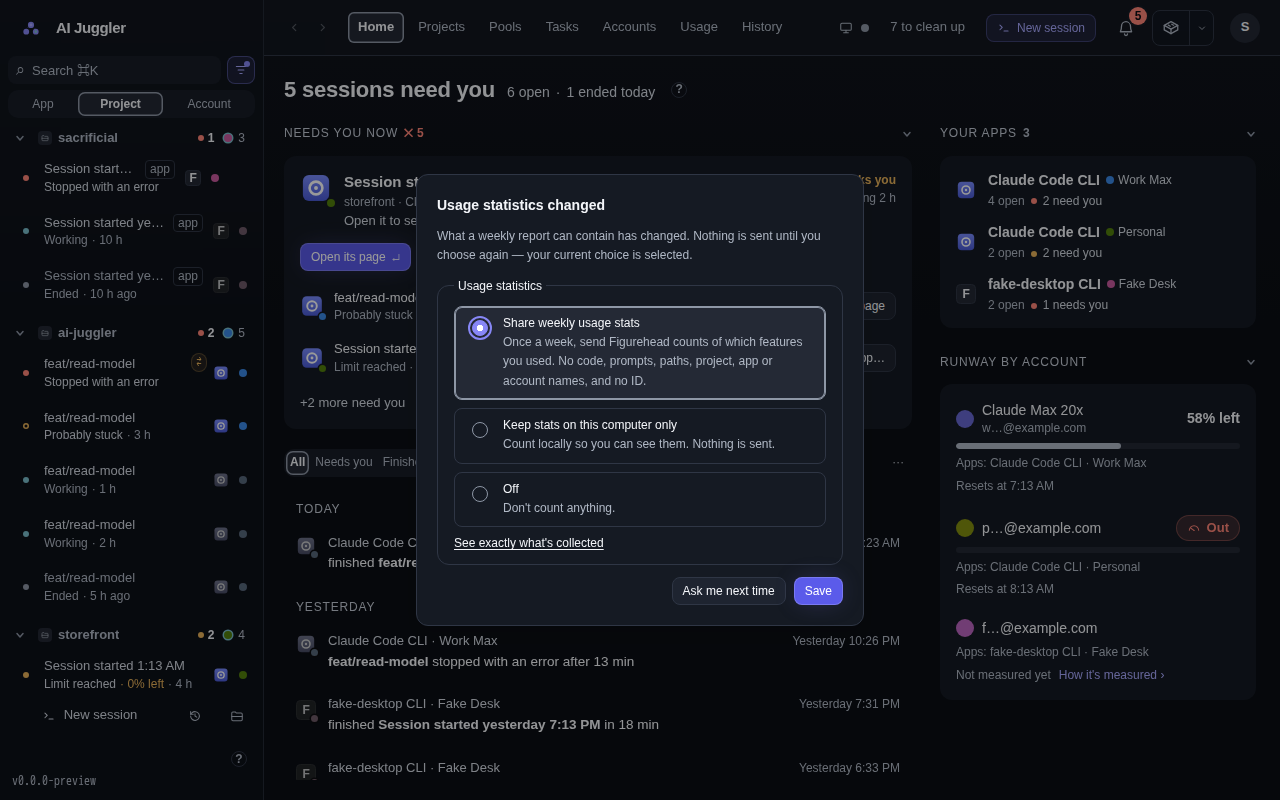 AI Juggler
Search ⌘K
App Project Account
sacrificial 1 3
Session start… app F
Stopped with an error
Session started ye… app F
Working · 10 h
Session started ye… app F
Ended · 10 h ago
ai-juggler 2 5
feat/read-model
Stopped with an error
feat/read-model
Probably stuck · 3 h
feat/read-model
Working · 1 h
feat/read-model
Working · 2 h
feat/read-model
Ended · 5 h ago
storefront 2 4
Session started 1:13 AM
Limit reached · 0% left · 4 h
New session
?
v0.0.0-preview
Home Projects Pools Tasks Accounts Usage History
7 to clean up New session 5 S
5 sessions need you 6 open · 1 ended today ?
NEEDS YOU NOW 5
Session st
storefront · Cl
Open it to se
ks you
ng 2 h
Open its page
feat/read-mod
Probably stuck
age
Session starte
Limit reached ·
op…
+2 more need you
All Needs you Finishe
TODAY
Claude Code C
finished feat/re
:23 AM
YESTERDAY
Claude Code CLI · Work Max Yesterday 10:26 PM
feat/read-model stopped with an error after 13 min
F fake-desktop CLI · Fake Desk Yesterday 7:31 PM
finished Session started yesterday 7:13 PM in 18 min
F fake-desktop CLI · Fake Desk Yesterday 6:33 PM
Usage statistics changed
What a weekly report can contain has changed. Nothing is sent until you
choose again — your current choice is selected.
Usage statistics
Share weekly usage stats
Once a week, send Figurehead counts of which features
you used. No code, prompts, paths, project, app or
account names, and no ID.
Keep stats on this computer only
Count locally so you can see them. Nothing is sent.
Off
Don't count anything.
See exactly what's collected
Ask me next time Save
YOUR APPS 3
Claude Code CLI Work Max
4 open 2 need you
Claude Code CLI Personal
2 open 2 need you
F fake-desktop CLI Fake Desk
2 open 1 needs you
RUNWAY BY ACCOUNT
Claude Max 20x 58% left
w…@example.com
Apps: Claude Code CLI · Work Max
Resets at 7:13 AM
p…@example.com Out
Apps: Claude Code CLI · Personal
Resets at 8:13 AM
f…@example.com
Apps: fake-desktop CLI · Fake Desk
Not measured yet How it's measured ›